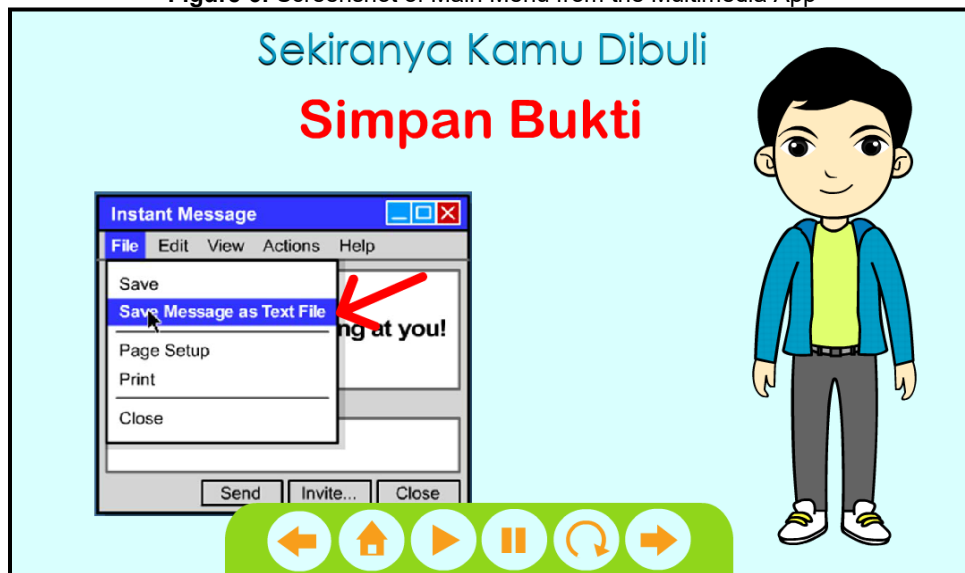 Sekiranya Kamu Dibuli
Simpan Bukti
Instant Message
File Edit View Actions Help
Save
Save Message as Text File
at you!
Page Setup
Print
Close
Send Invite... Close